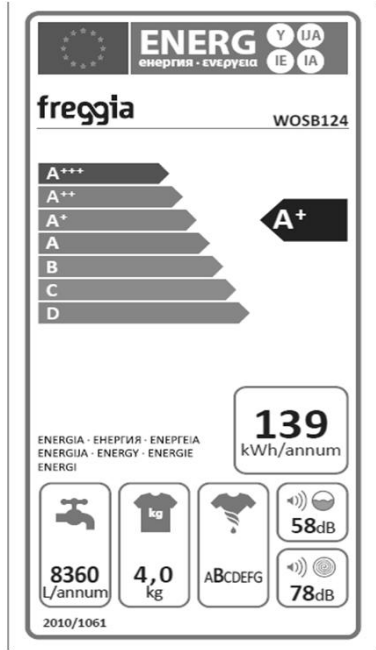 ENERG Y IJA
енергия · ενεργεια IE IA
freggia
WOSB124
A+++
A++
A+
A+
A
B
C
D
139
kWh/annum
ENERGIA · ЕНЕРГИЯ · ΕΝΕΡΓΕΙΑ
ENERGIJA · ENERGY · ENERGIE
ENERGI
kg
58dB
8360
L/annum
4,0
kg
ABCDEFG
78dB
2010/1061